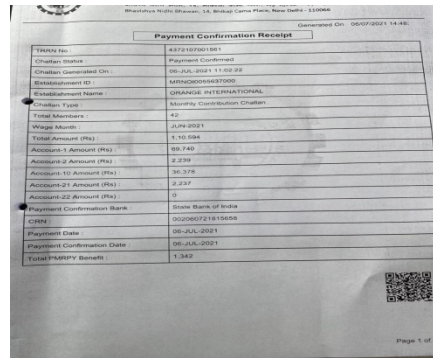 Bhavishya Nidhi Bhawan, 14, Bhikaji Cama Place, New Delhi - 110066
Generated On : 06/07/2021 14:46:
Payment Confirmation Receipt
TRRN No : 4372107001561
Challan Status : Payment Confirmed
Challan Generated On : 06-JUL-2021 11:02:22
Establishment ID : MRNOI0055637000
Establishment Name : ORANGE INTERNATIONAL
Challan Type : Monthly Contribution Challan
Total Members : 42
Wage Month : JUN-2021
Total Amount (Rs) : 1,10,594
Account-1 Amount (Rs) : 69,740
Account-2 Amount (Rs) : 2,239
Account-10 Amount (Rs) : 36,378
Account-21 Amount (Rs) : 2,237
Account-22 Amount (Rs) : 0
Payment Confirmation Bank : State Bank of India
CRN : 002060721915658
Payment Date : 06-JUL-2021
Payment Confirmation Date : 06-JUL-2021
Total PMRPY Benefit : 1,342
Page 1 of